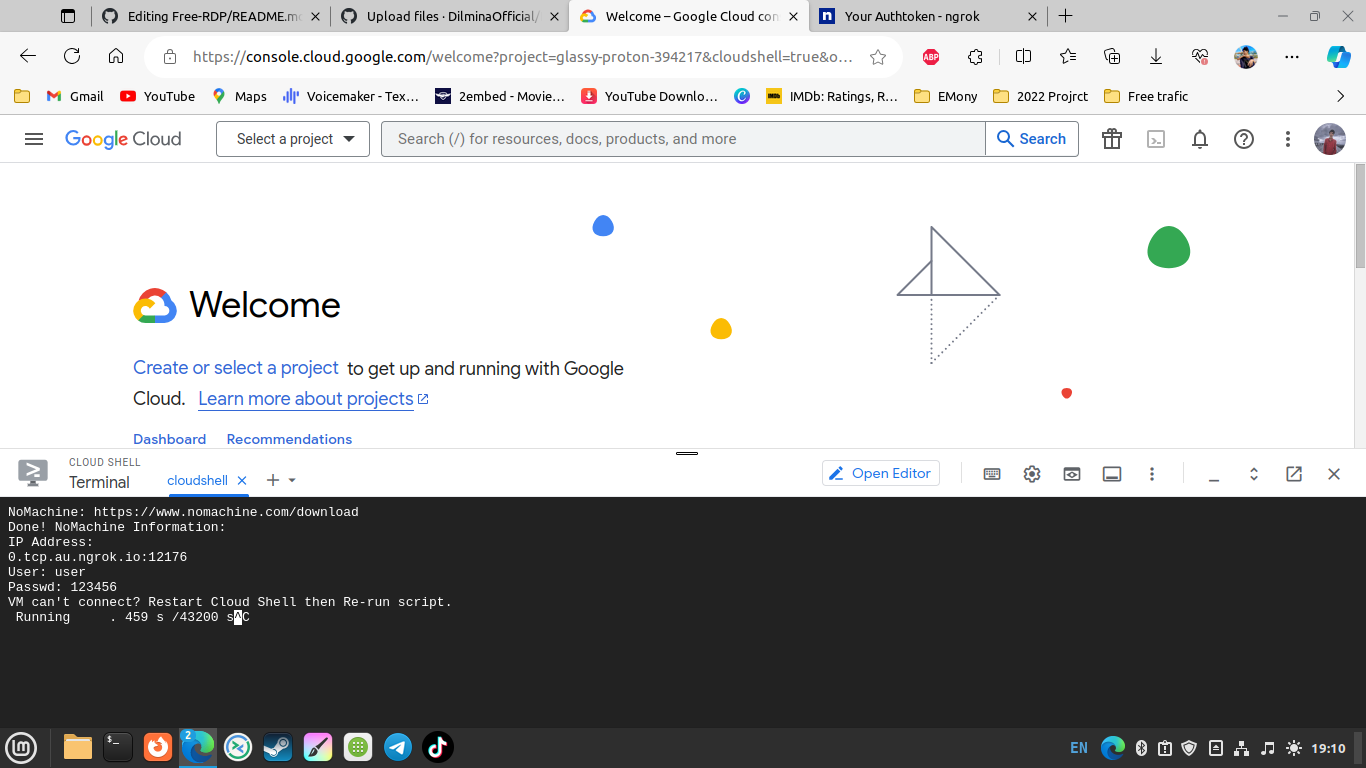 Editing Free-RDP/README.m
Upload files · DilminaOfficial/
Welcome – Google Cloud con
Your Authtoken - ngrok
https://console.cloud.google.com/welcome?project=glassy-proton-394217&cloudshell=true&o...
ABP
Gmail
YouTube
Maps
Voicemaker - Tex...
2embed - Movie...
YouTube Downlo...
IMDb: Ratings, R...
EMony
2022 Projrct
Free trafic
Google Cloud
Select a project
Search (/) for resources, docs, products, and more
Search
Welcome
Create or select a project to get up and running with Google
Cloud. Learn more about projects
Dashboard Recommendations
CLOUD SHELL
Terminal
cloudshell
Open Editor
NoMachine: https://www.nomachine.com/download
Done! NoMachine Information:
IP Address:
0.tcp.au.ngrok.io:12176
User: user
Passwd: 123456
VM can't connect? Restart Cloud Shell then Re-run script.
Running . 459 s /43200 s^C
2
EN
19:10